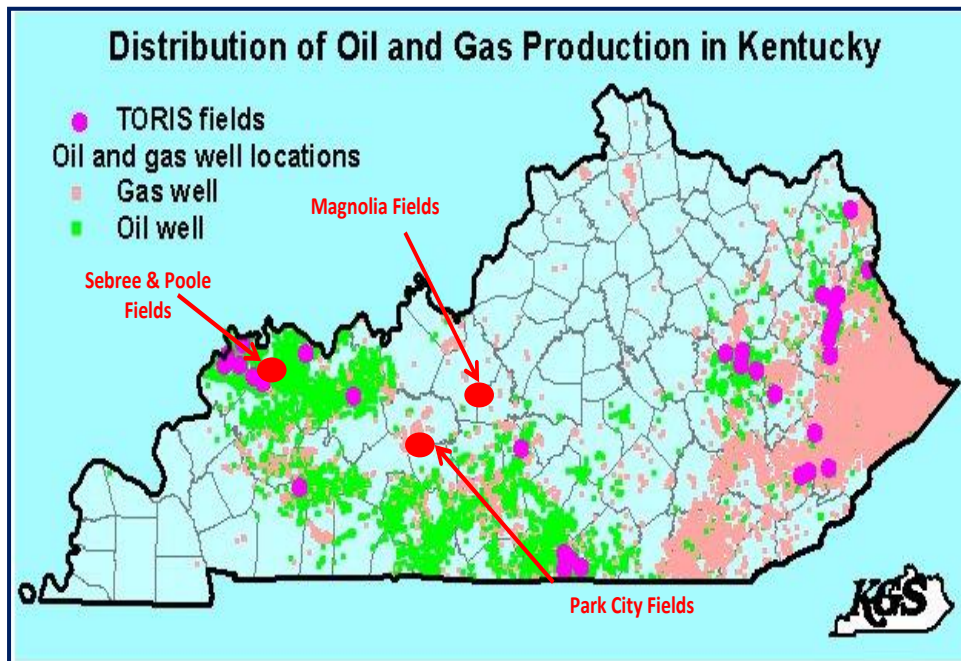 Distribution of Oil and Gas Production in Kentucky
TORIS fields
Oil and gas well locations
Gas well
Oil well
Magnolia Fields
Sebree & Poole
Fields
Park City Fields
KGS